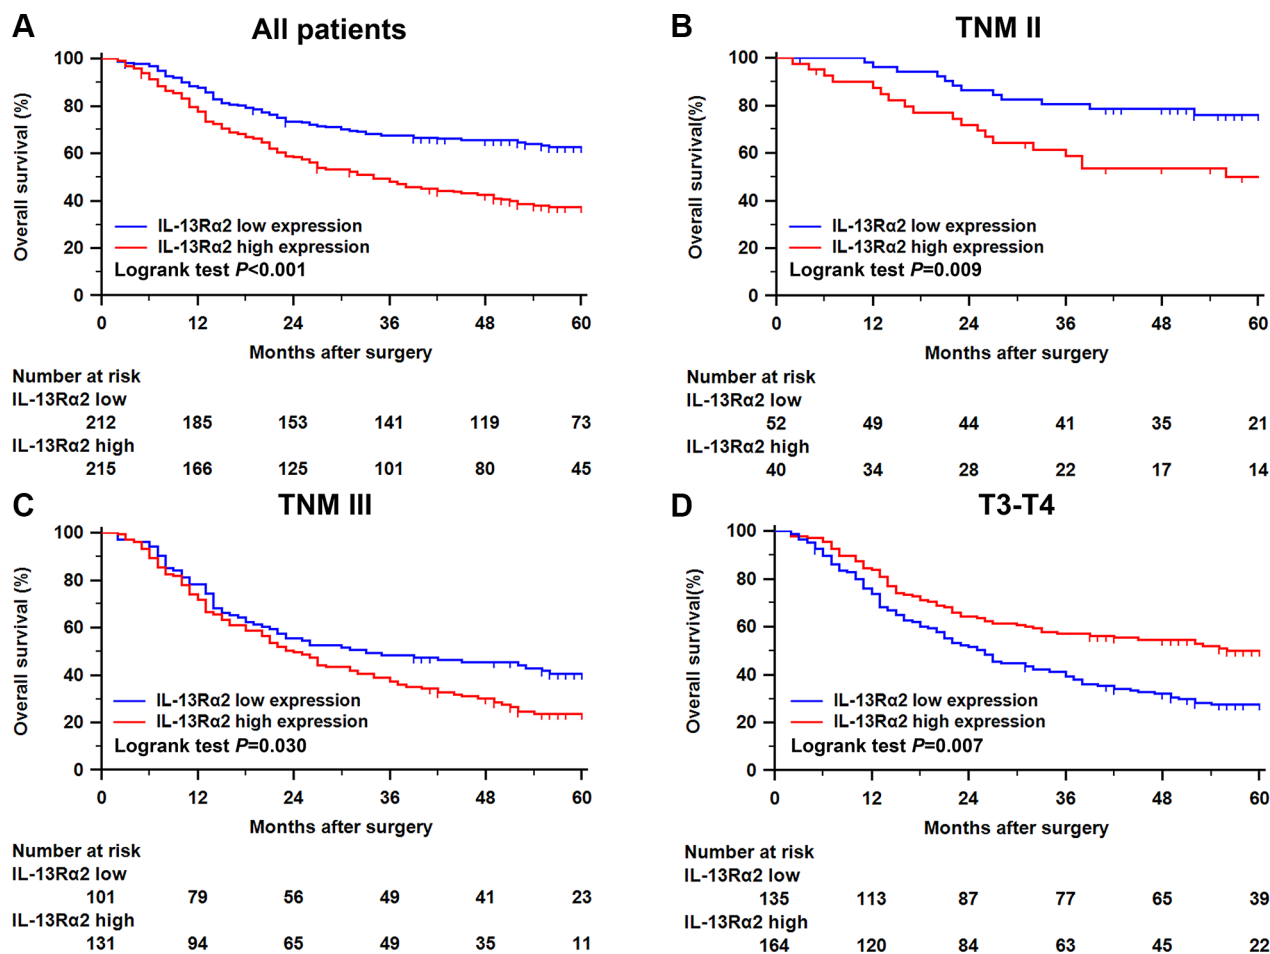 A
All patients
100
80
60
40
20
0
Overall survival (%)
IL-13Rα2 low expression
IL-13Rα2 high expression
Logrank test P<0.001
0 12 24 36 48 60
Months after surgery
Number at risk
IL-13Rα2 low
212 185 153 141 119 73
IL-13Rα2 high
215 166 125 101 80 45
B
TNM II
100
80
60
40
20
0
Overall survival(%)
IL-13Rα2 low expression
IL-13Rα2 high expression
Logrank test P=0.009
0 12 24 36 48 60
Months after surgery
Number at risk
IL-13Rα2 low
52 49 44 41 35 21
IL-13Rα2 high
40 34 28 22 17 14
C
TNM III
100
80
60
40
20
0
Overall survival (%)
IL-13Rα2 low expression
IL-13Rα2 high expression
Logrank test P=0.030
0 12 24 36 48 60
Months after surgery
Number at risk
IL-13Rα2 low
101 79 56 49 41 23
IL-13Rα2 high
131 94 65 49 35 11
D
T3-T4
100
80
60
40
20
0
Overall survival(%)
IL-13Rα2 low expression
IL-13Rα2 high expression
Logrank test P=0.007
0 12 24 36 48 60
Months after surgery
Number at risk
IL-13Rα2 low
135 113 87 77 65 39
IL-13Rα2 high
164 120 84 63 45 22